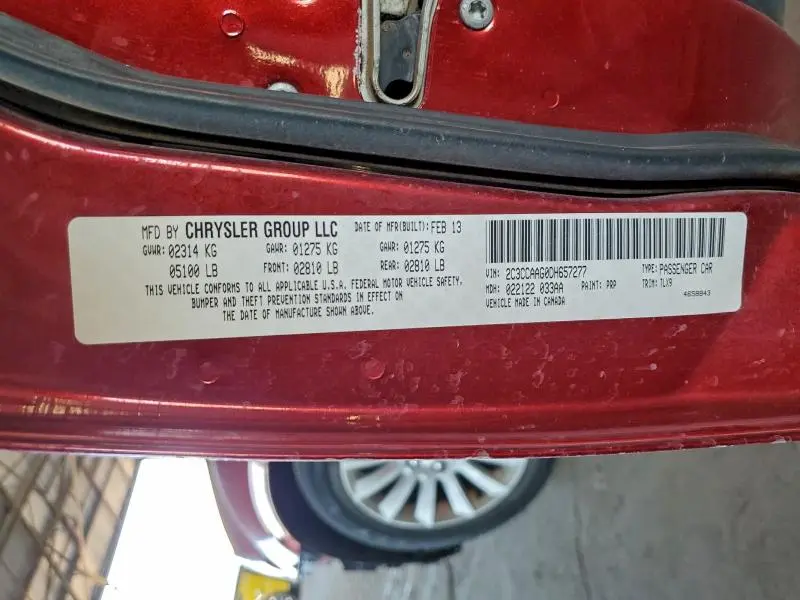 MFD BY CHRYSLER GROUP LLC DATE OF MFR(BUILT): FEB 13
GVWR: 02314 KG GAWR: 01275 KG GAWR: 01275 KG
05100 LB FRONT: 02810 LB REAR: 02810 LB
THIS VEHICLE CONFORMS TO ALL APPLICABLE U.S.A. FEDERAL MOTOR VEHICLE SAFETY,
BUMPER AND THEFT PREVENTION STANDARDS IN EFFECT ON
THE DATE OF MANUFACTURE SHOWN ABOVE.
VIN: 2C3CCAAG0DH657277 TYPE: PASSENGER CAR
MDH: 022122 033AA PAINT: PRP TRIM: TLX9
VEHICLE MADE IN CANADA 4658843